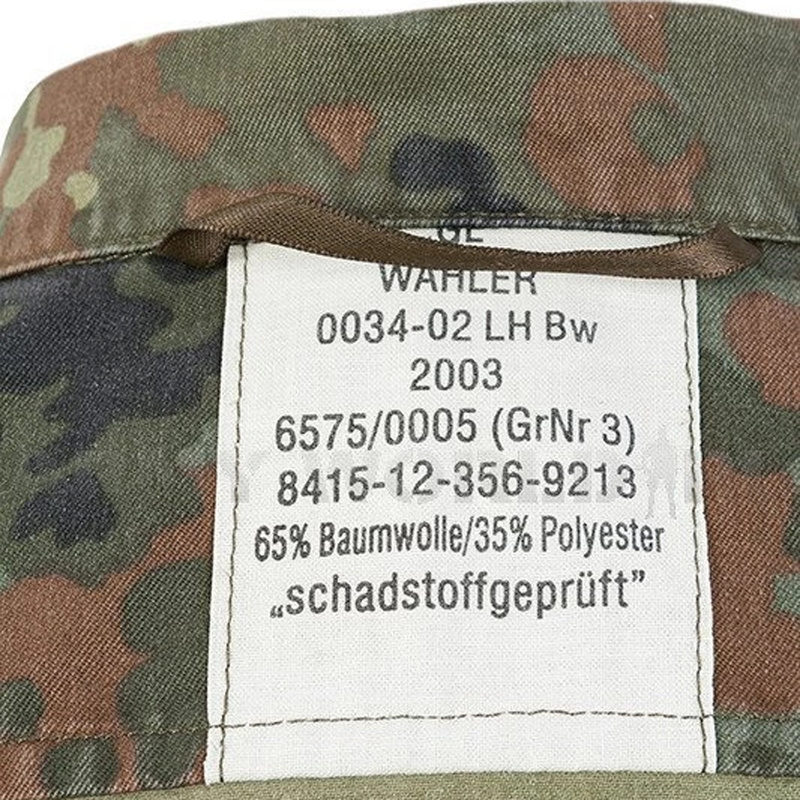 GL
WAHLER
0034-02 LH Bw
2003
6575/0005 (GrNr 3)
8415-12-356-9213
65% Baumwolle/35% Polyester
„schadstoffgeprüft”